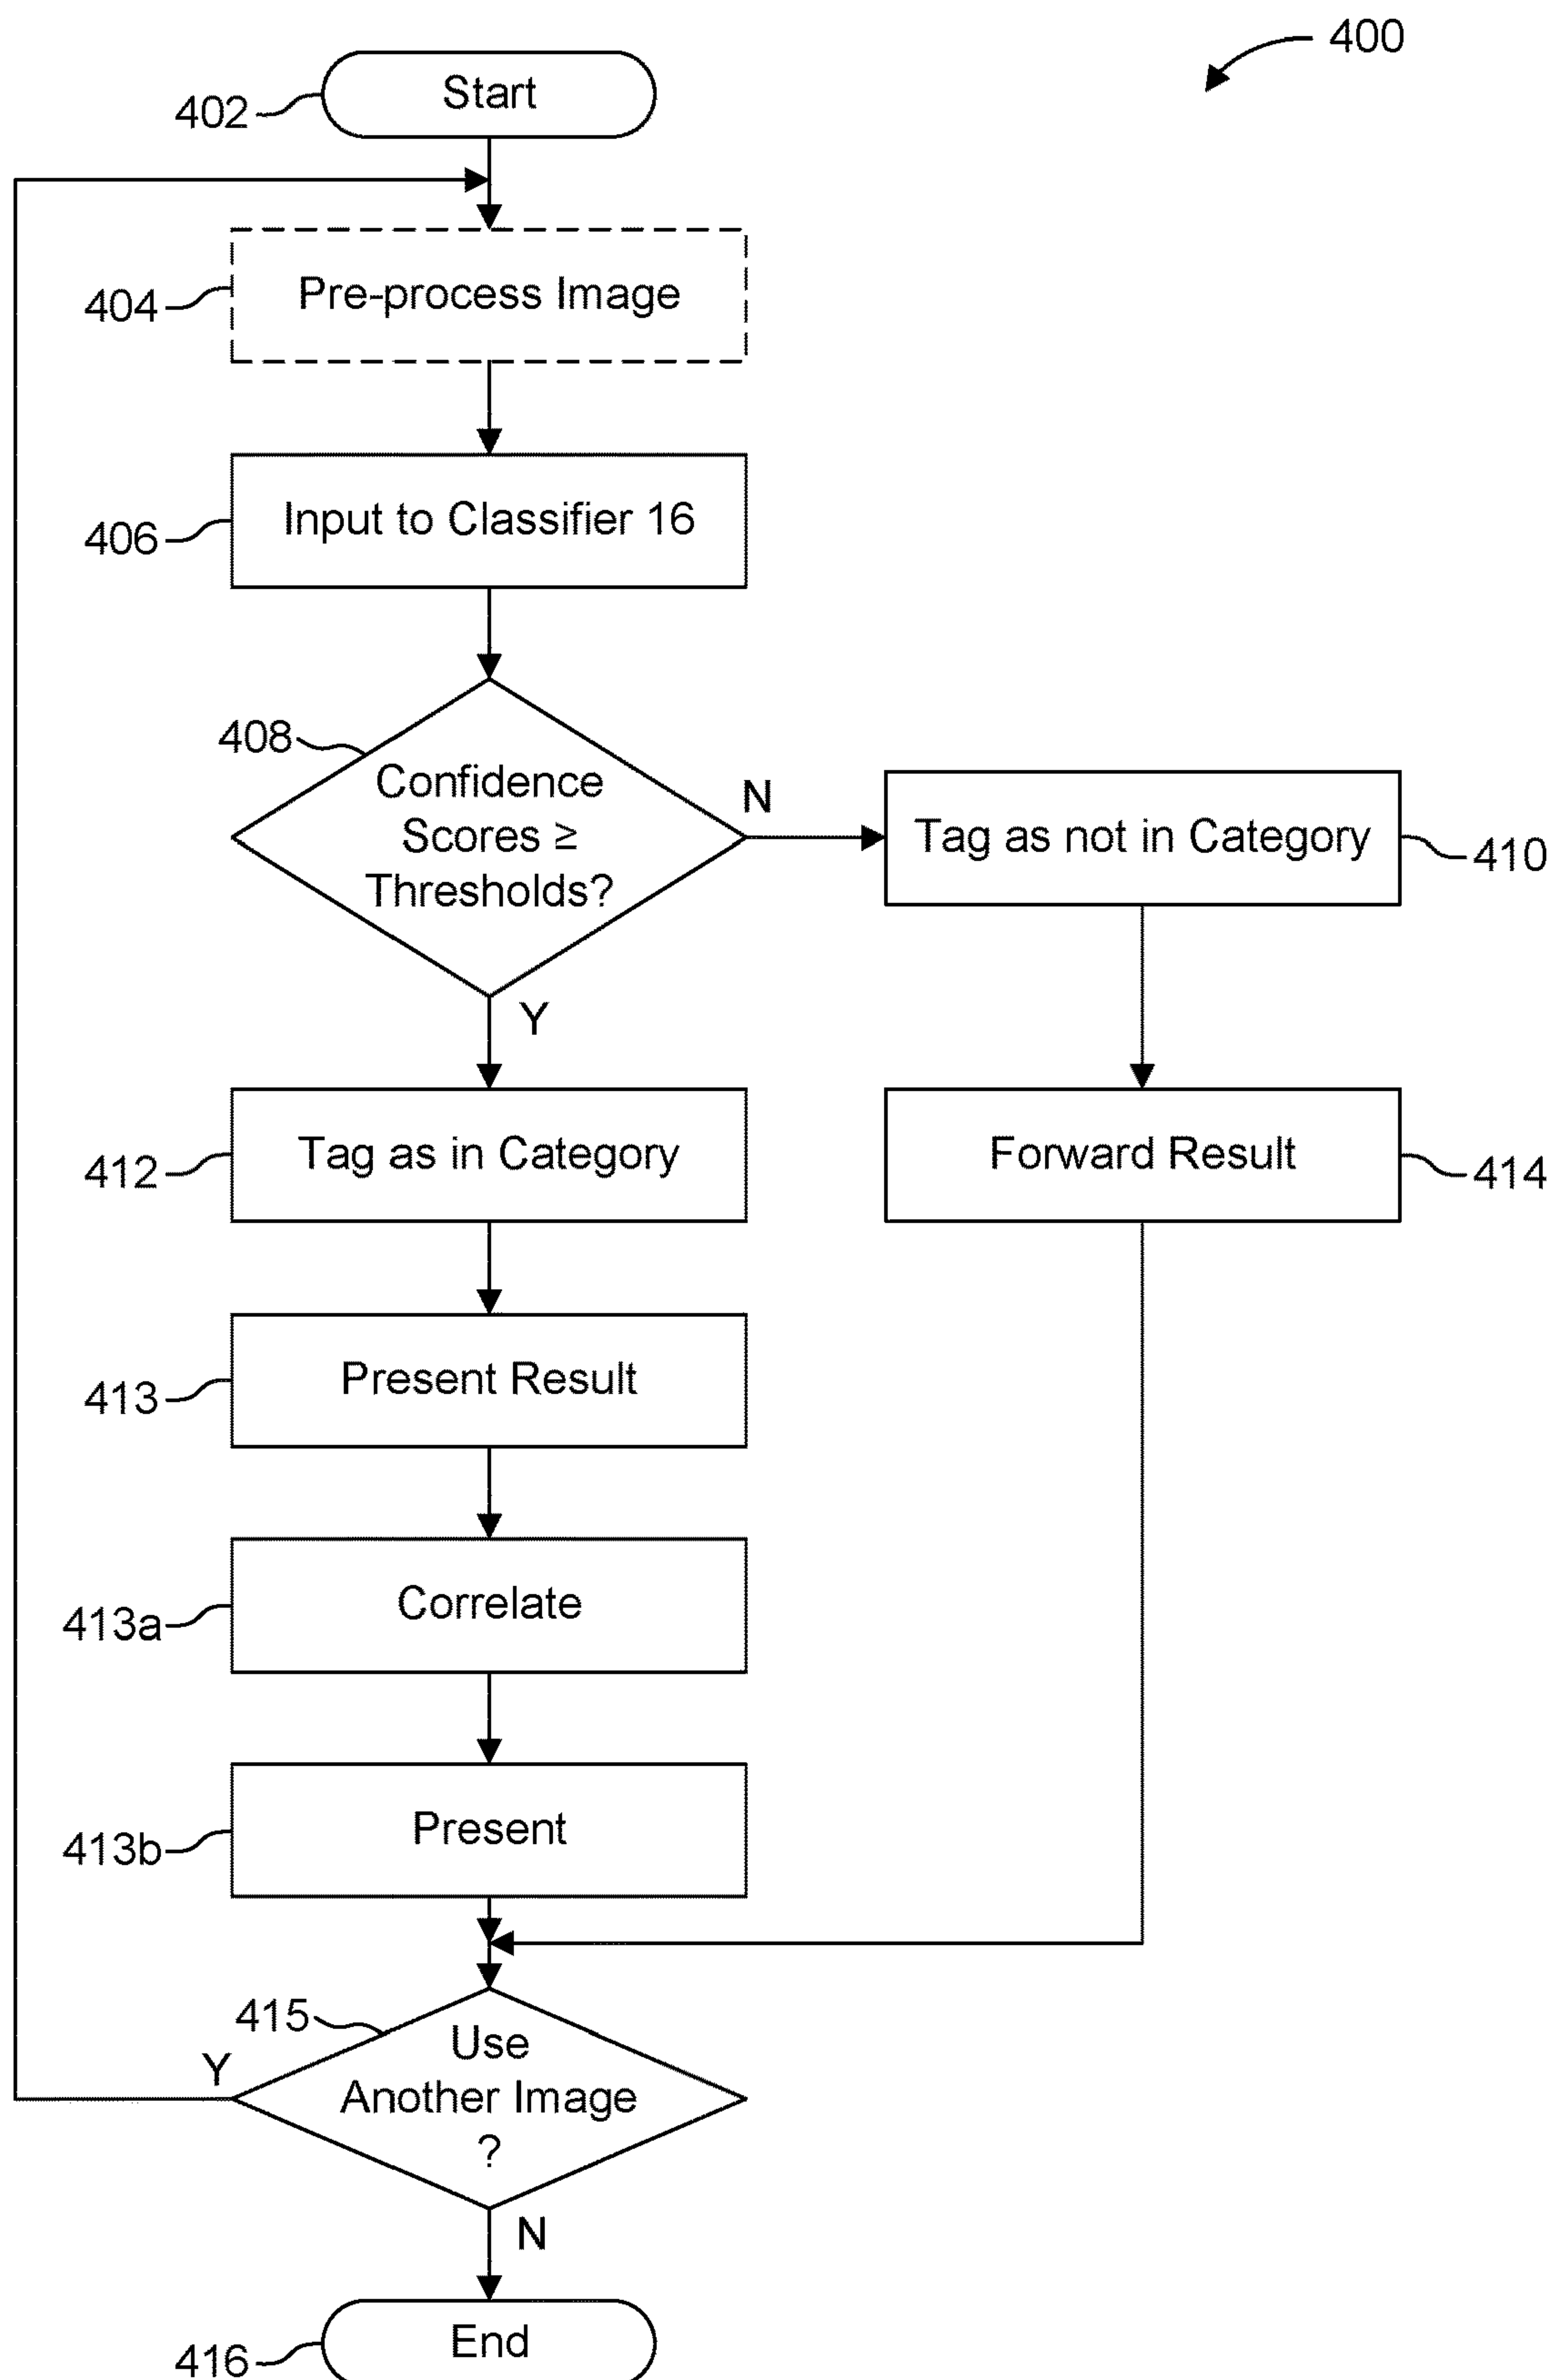 400
Start
402
Pre-process Image
404
Input to Classifier 16
406
408
Confidence
Scores ≥
Thresholds?
N
Tag as not in Category
410
Y
Tag as in Category
412
Forward Result
414
Present Result
413
Correlate
413a
Present
413b
415
Use
Another Image
?
Y
N
End
416